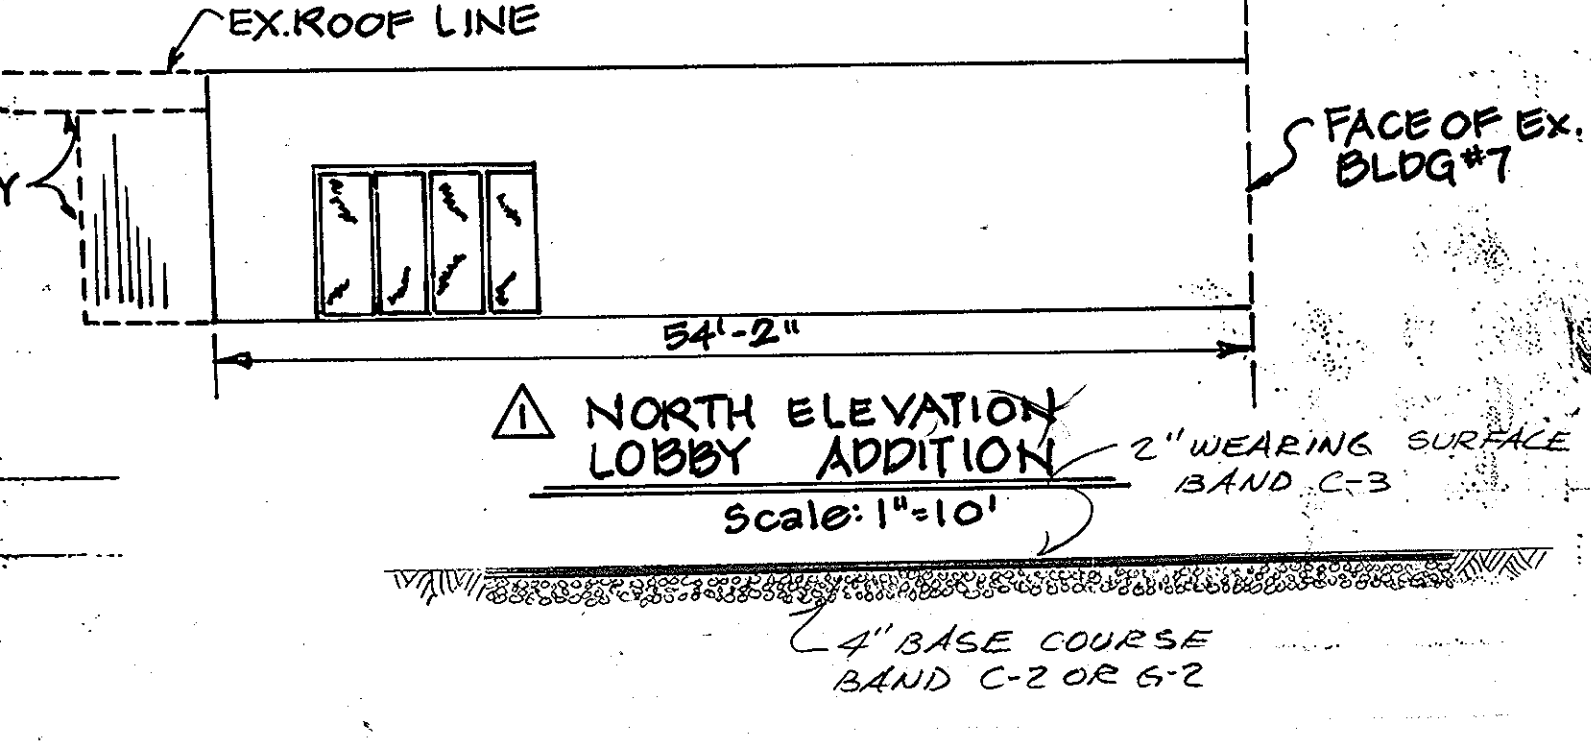 EX.ROOF LINE
FACE OF EX.
BLDG#7
Y
54'-2"
1 NORTH ELEVATION
LOBBY ADDITION
Scale: 1"=10'
2" WEARING SURFACE
BAND C-3
4" BASE COURSE
BAND C-2 OR G-2